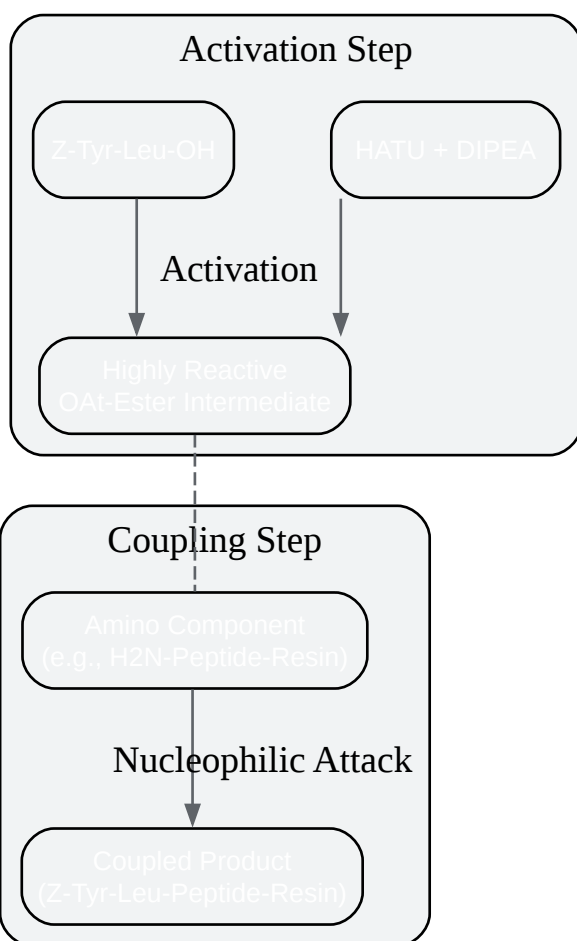 Activation Step
Z-Tyr-Leu-OH
HATU + DIPEA
Activation
Highly Reactive
OAt-Ester Intermediate
Coupling Step
Amino Component
(e.g., H2N-Peptide-Resin)
Nucleophilic Attack
Coupled Product
(Z-Tyr-Leu-Peptide-Resin)